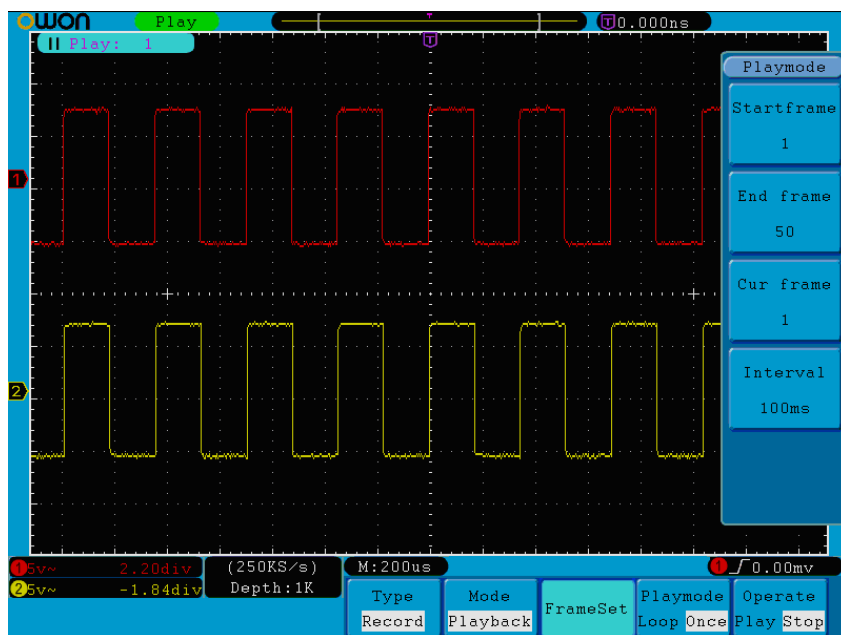 owon Play T 0.000ns
Play: 1
T
Playmode
Startframe
1
End frame
50
Cur frame
1
Interval
100ms
1
2
1 5v~ 2.20div (250KS/s) M:200us 1 0.00mv
2 5v~ -1.84div Depth:1K
Type Mode FrameSet Playmode Operate
Record Playback Loop Once Play Stop